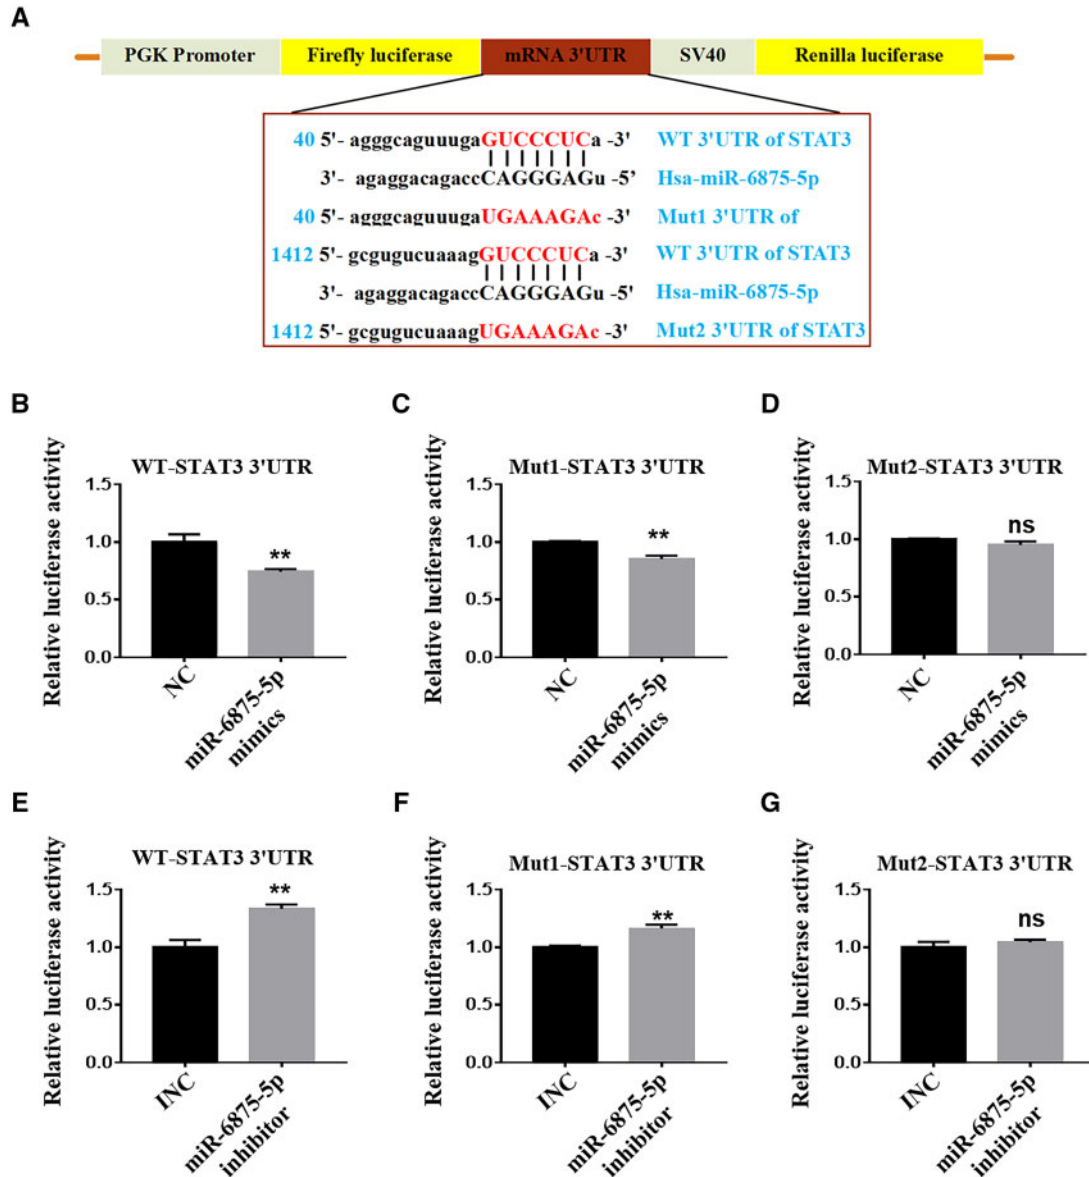 A
PGK Promoter Firefly luciferase mRNA 3'UTR SV40 Renilla luciferase
40 5'- agggcaguuugaGUCCCUCa -3' WT 3'UTR of STAT3
3'- agaggacagaccCAGGGAGu -5' Hsa-miR-6875-5p
40 5'- agggcaguuugaUGAAAGAc -3' Mut1 3'UTR of
1412 5'- gcgugucuaaagGUCCCUCa -3' WT 3'UTR of STAT3
3'- agaggacagaccCAGGGAGu -5' Hsa-miR-6875-5p
1412 5'- gcgugucuaaagUGAAAGAc -3' Mut2 3'UTR of STAT3
B
WT-STAT3 3'UTR
Relative luciferase activity
1.5
1.0
0.5
0.0
**
NC
miR-6875-5p
mimics
C
Mut1-STAT3 3'UTR
Relative luciferase activity
1.5
1.0
0.5
0.0
**
NC
miR-6875-5p
mimics
D
Mut2-STAT3 3'UTR
Relative luciferase activity
1.5
1.0
0.5
0.0
ns
NC
miR-6875-5p
mimics
E
WT-STAT3 3'UTR
Relative luciferase activity
1.5
1.0
0.5
0.0
**
INC
miR-6875-5p
inhibitor
F
Mut1-STAT3 3'UTR
Relative luciferase activity
1.5
1.0
0.5
0.0
**
INC
miR-6875-5p
inhibitor
G
Mut2-STAT3 3'UTR
Relative luciferase activity
1.5
1.0
0.5
0.0
ns
INC
miR-6875-5p
inhibitor